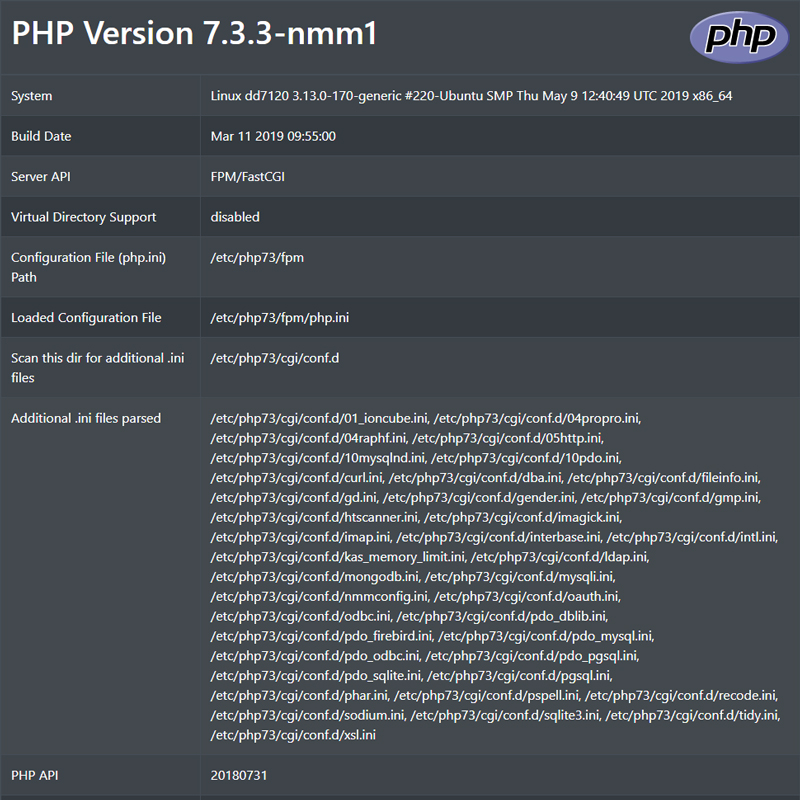 PHP Version 7.3.3-nmm1
php
System
Linux dd7120 3.13.0-170-generic #220-Ubuntu SMP Thu May 9 12:40:49 UTC 2019 x86_64
Build Date
Mar 11 2019 09:55:00
Server API
FPM/FastCGI
Virtual Directory Support
disabled
Configuration File (php.ini)
Path
/etc/php73/fpm
Loaded Configuration File
/etc/php73/fpm/php.ini
Scan this dir for additional .ini
files
/etc/php73/cgi/conf.d
Additional .ini files parsed
/etc/php73/cgi/conf.d/01_ioncube.ini, /etc/php73/cgi/conf.d/04propro.ini,
/etc/php73/cgi/conf.d/04raphf.ini, /etc/php73/cgi/conf.d/05http.ini,
/etc/php73/cgi/conf.d/10mysqlnd.ini, /etc/php73/cgi/conf.d/10pdo.ini,
/etc/php73/cgi/conf.d/curl.ini, /etc/php73/cgi/conf.d/dba.ini, /etc/php73/cgi/conf.d/fileinfo.ini,
/etc/php73/cgi/conf.d/gd.ini, /etc/php73/cgi/conf.d/gender.ini, /etc/php73/cgi/conf.d/gmp.ini,
/etc/php73/cgi/conf.d/htscanner.ini, /etc/php73/cgi/conf.d/imagick.ini,
/etc/php73/cgi/conf.d/imap.ini, /etc/php73/cgi/conf.d/interbase.ini, /etc/php73/cgi/conf.d/intl.ini,
/etc/php73/cgi/conf.d/kas_memory_limit.ini, /etc/php73/cgi/conf.d/ldap.ini,
/etc/php73/cgi/conf.d/mongodb.ini, /etc/php73/cgi/conf.d/mysqli.ini,
/etc/php73/cgi/conf.d/nmmconfig.ini, /etc/php73/cgi/conf.d/oauth.ini,
/etc/php73/cgi/conf.d/odbc.ini, /etc/php73/cgi/conf.d/pdo_dblib.ini,
/etc/php73/cgi/conf.d/pdo_firebird.ini, /etc/php73/cgi/conf.d/pdo_mysql.ini,
/etc/php73/cgi/conf.d/pdo_odbc.ini, /etc/php73/cgi/conf.d/pdo_pgsql.ini,
/etc/php73/cgi/conf.d/pdo_sqlite.ini, /etc/php73/cgi/conf.d/pgsql.ini,
/etc/php73/cgi/conf.d/phar.ini, /etc/php73/cgi/conf.d/pspell.ini, /etc/php73/cgi/conf.d/recode.ini,
/etc/php73/cgi/conf.d/sodium.ini, /etc/php73/cgi/conf.d/sqlite3.ini, /etc/php73/cgi/conf.d/tidy.ini,
/etc/php73/cgi/conf.d/xsl.ini
PHP API
20180731